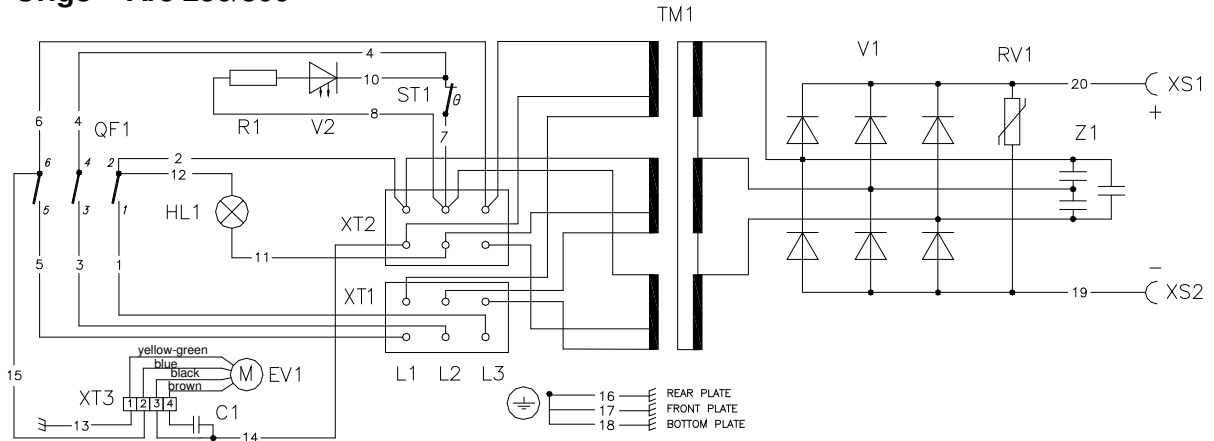 TM1
4
V1
RV1
10
20
XS1
ST1
θ
+
8
R1
V2
7
Z1
6
4
QF1
2
6
4
2
12
5
3
1
HL1
XT2
11
5
3
1
−
19
XS2
XT1
yellow-green
blue
black
brown
M
EV1
L1
L2
L3
15
XT3
1
2
3
4
C1
13
14
16
REAR PLATE
17
FRONT PLATE
18
BOTTOM PLATE